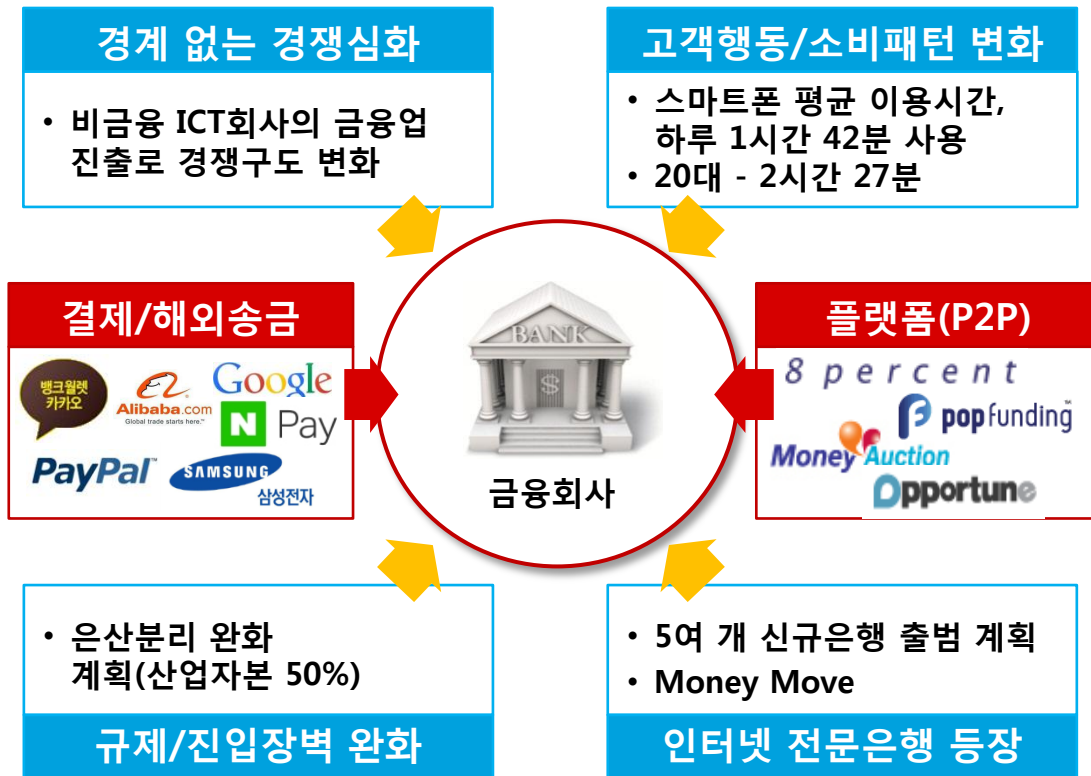 경계 없는 경쟁심화
• 비금융 ICT회사의 금융업
진출로 경쟁구도 변화
고객행동/소비패턴 변화
• 스마트폰 평균 이용시간,
하루 1시간 42분 사용
• 20대 - 2시간 27분
결제/해외송금
뱅크월렛
카카오
Alibaba.com
Global trade starts here.™
Google
N Pay
PayPal™
SAMSUNG
삼성전자
BANK
$
금융회사
플랫폼(P2P)
8 percent
pop funding
Money Auction
Opportune
• 은산분리 완화
계획(산업자본 50%)
규제/진입장벽 완화
• 5여 개 신규은행 출범 계획
• Money Move
인터넷 전문은행 등장